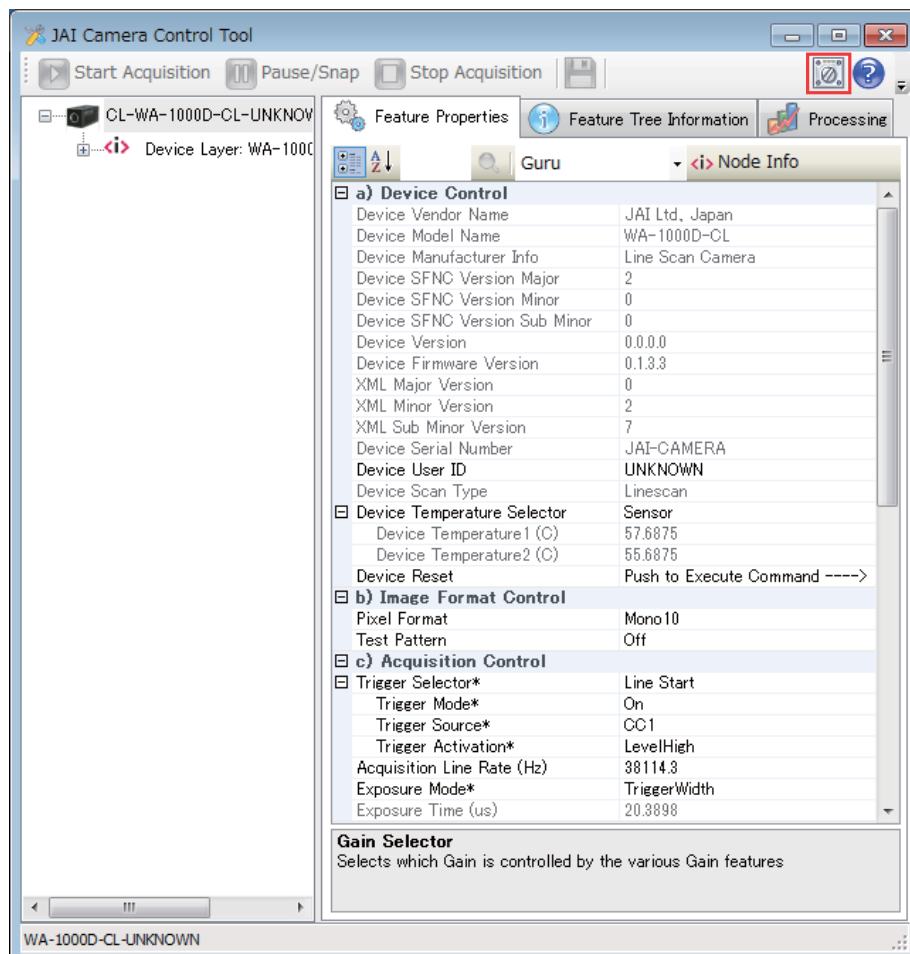 JAI Camera Control Tool
Start Acquisition Pause/Snap Stop Acquisition
CL-WA-1000D-CL-UNKNOW
Device Layer: WA-1000
Feature Properties Feature Tree Information Processing
Guru Node Info
a) Device Control
Device Vendor Name JAI Ltd, Japan
Device Model Name WA-1000D-CL
Device Manufacturer Info Line Scan Camera
Device SFNC Version Major 2
Device SFNC Version Minor 0
Device SFNC Version Sub Minor 0
Device Version 0.0.0.0
Device Firmware Version 0.1.3.3
XML Major Version 0
XML Minor Version 2
XML Sub Minor Version 7
Device Serial Number JAI-CAMERA
Device User ID UNKNOWN
Device Scan Type Linescan
Device Temperature Selector Sensor
Device Temperature1 (C) 57.6875
Device Temperature2 (C) 55.6875
Device Reset Push to Execute Command ---->
b) Image Format Control
Pixel Format Mono10
Test Pattern Off
c) Acquisition Control
Trigger Selector* Line Start
Trigger Mode* On
Trigger Source* CC1
Trigger Activation* LevelHigh
Acquisition Line Rate (Hz) 38114.3
Exposure Mode* TriggerWidth
Exposure Time (us) 20.3898
Gain Selector
Selects which Gain is controlled by the various Gain features
WA-1000D-CL-UNKNOWN